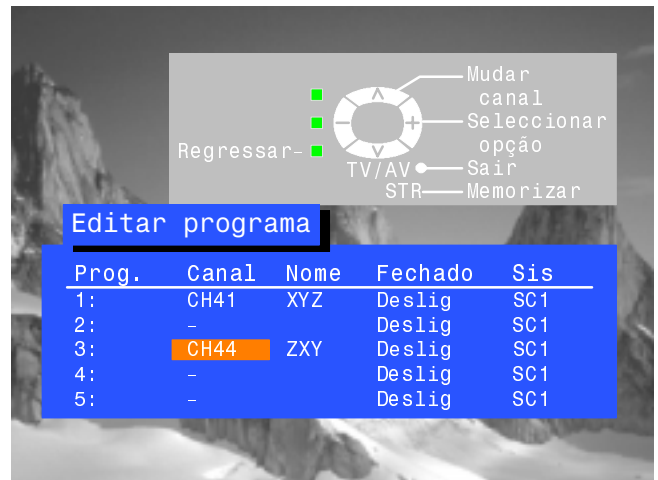 Mudar
canal
Seleccionar
opção
Regressar-
TV/AV Sair
STR Memorizar
Editar programa
Prog. Canal Nome Fechado Sis
1: CH41 XYZ Deslig SC1
2: - Deslig SC1
3: CH44 ZXY Deslig SC1
4: - Deslig SC1
5: - Deslig SC1